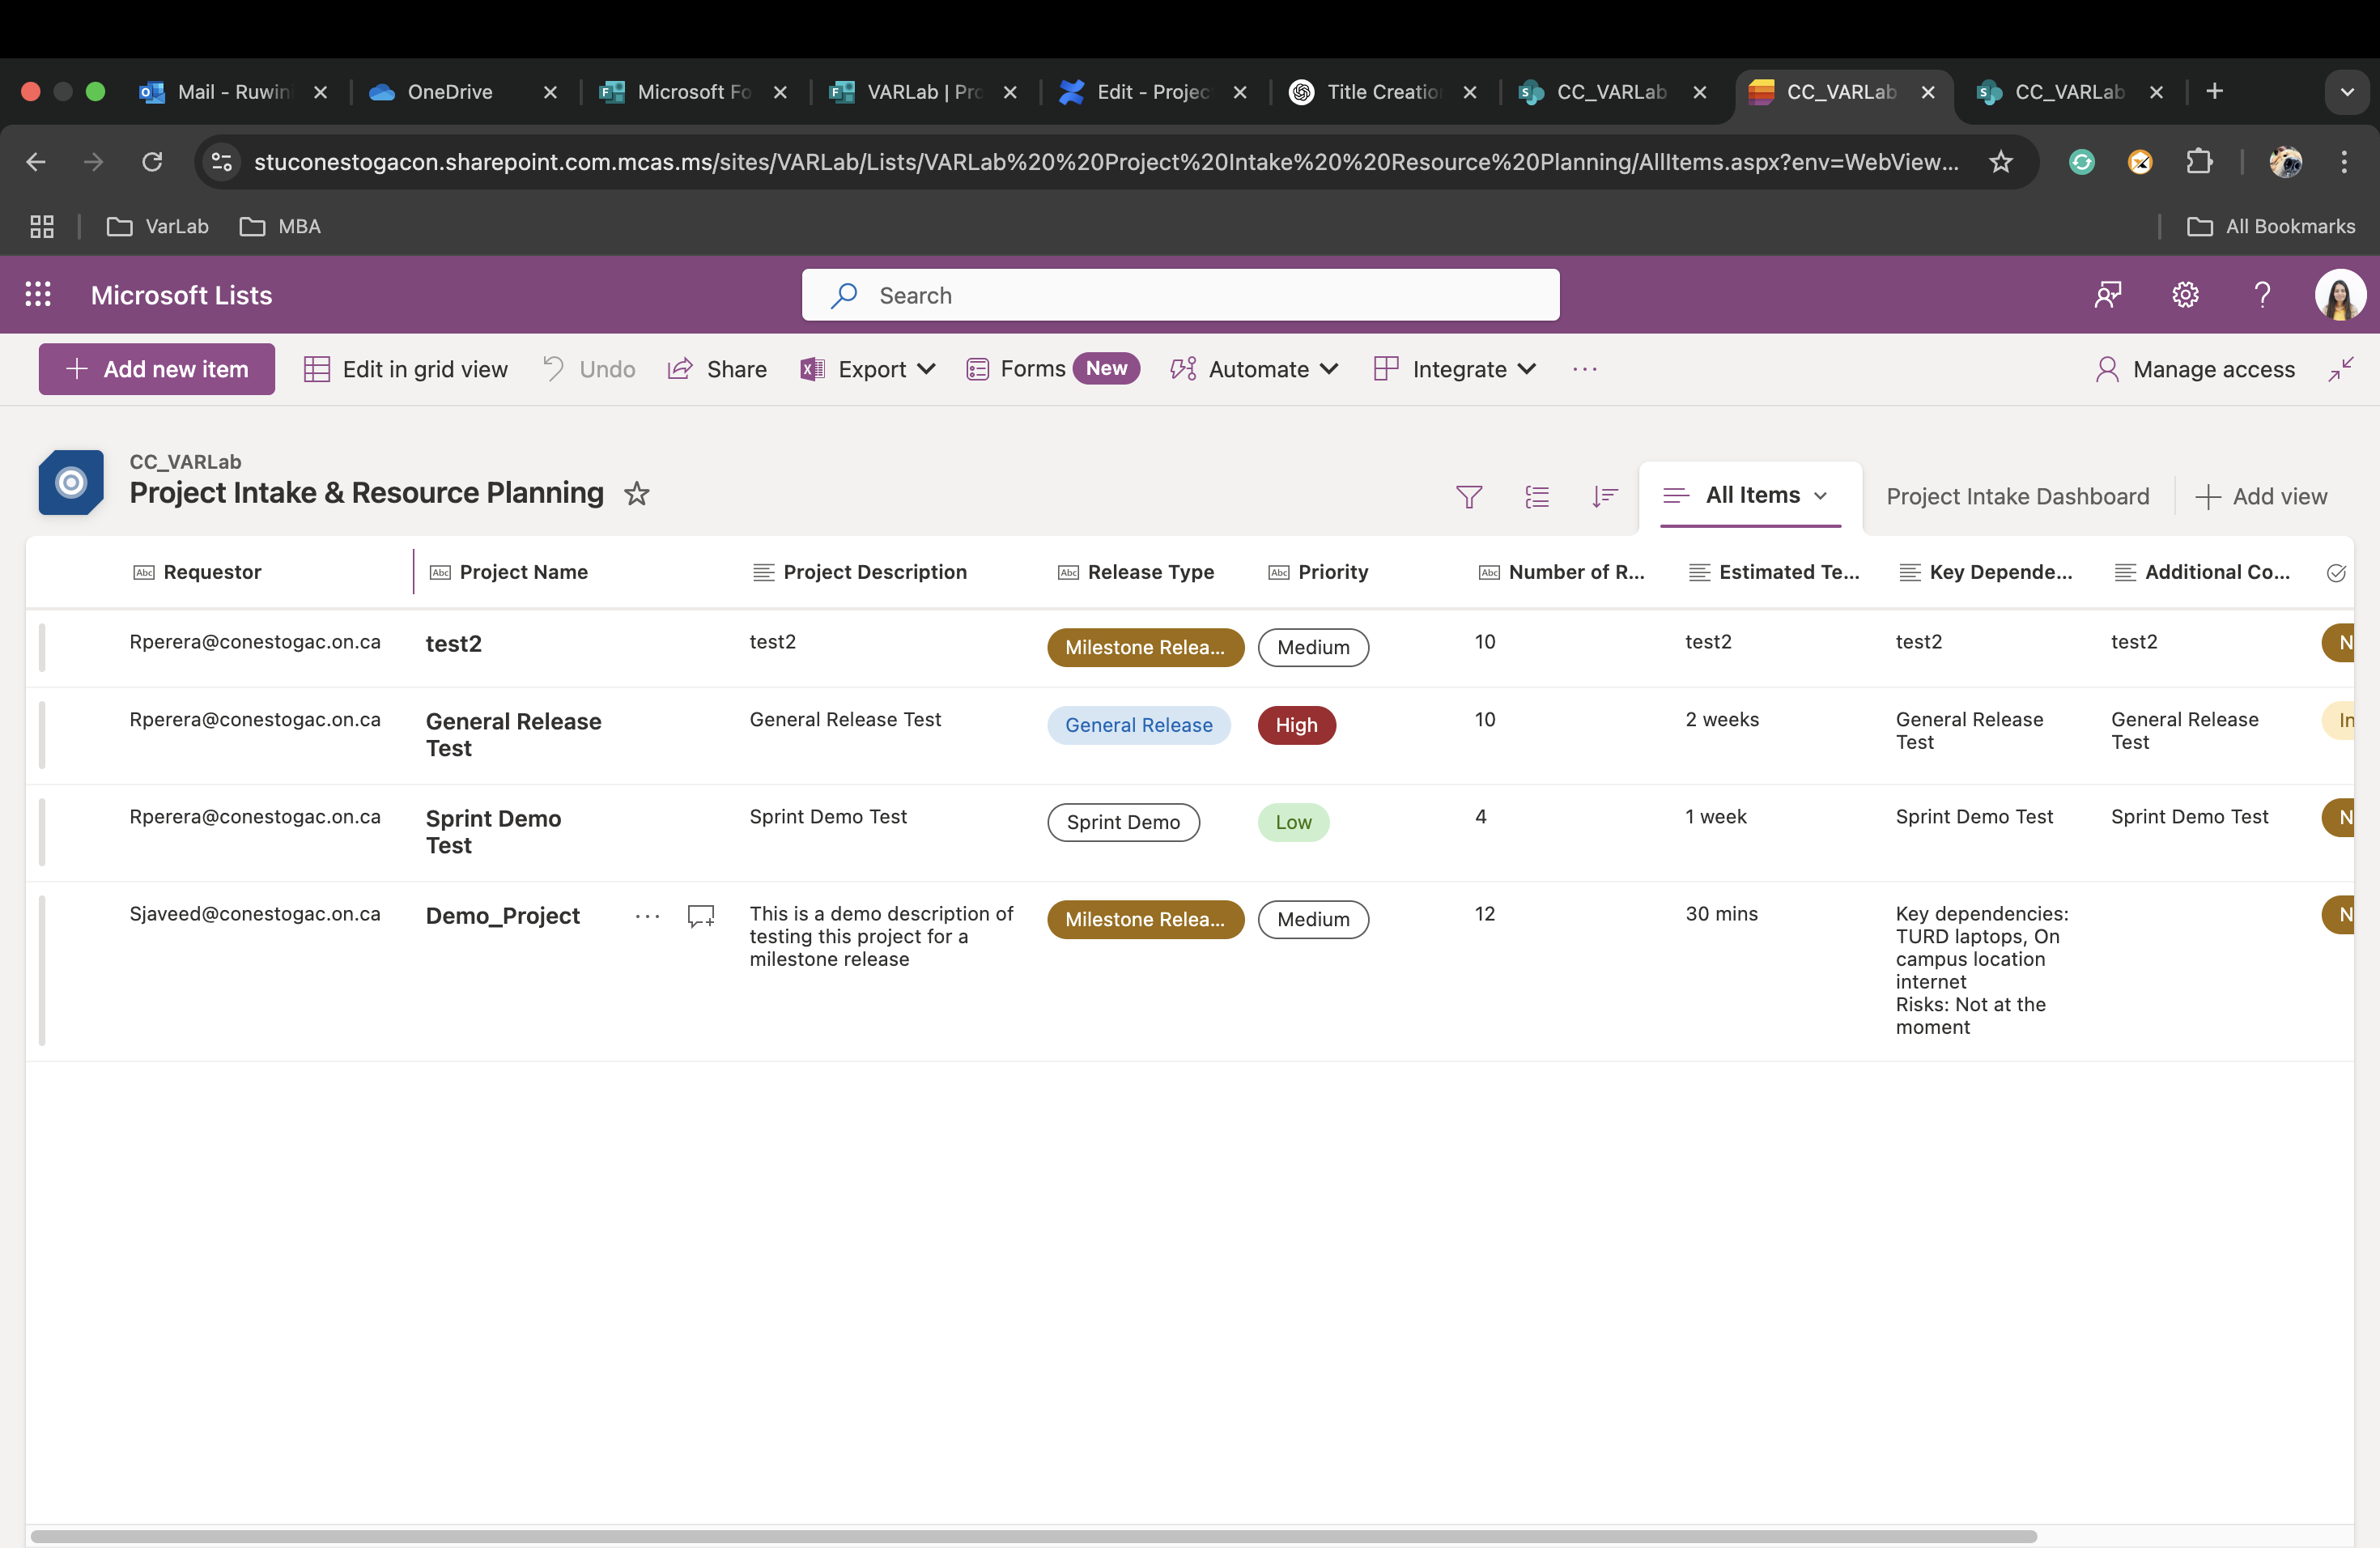 Mail - Ruwin
OneDrive
Microsoft Fo
VARLab | Pro
Edit - Projec
Title Creation
CC_VARLab
CC_VARLab
CC_VARLab
stuconestogacon.sharepoint.com.mcas.ms/sites/VARLab/Lists/VARLab%20%20Project%20Intake%20%20Resource%20Planning/AllItems.aspx?env=WebView...
VarLab
MBA
All Bookmarks
Microsoft Lists
Search
Add new item
Edit in grid view
Undo
Share
Export
Forms
New
Automate
Integrate
Manage access
CC_VARLab
Project Intake & Resource Planning
All Items
Project Intake Dashboard
Add view
Requestor
Project Name
Project Description
Release Type
Priority
Number of R...
Estimated Te...
Key Depende...
Additional Co...
Rperera@conestogac.on.ca
test2
test2
Milestone Relea...
Medium
10
test2
test2
test2
N
Rperera@conestogac.on.ca
General Release
Test
General Release Test
General Release
High
10
2 weeks
General Release
Test
General Release
Test
In
Rperera@conestogac.on.ca
Sprint Demo
Test
Sprint Demo Test
Sprint Demo
Low
4
1 week
Sprint Demo Test
Sprint Demo Test
N
Sjaveed@conestogac.on.ca
Demo_Project
This is a demo description of
testing this project for a
milestone release
Milestone Relea...
Medium
12
30 mins
Key dependencies:
TURD laptops, On
campus location
internet
Risks: Not at the
moment
N